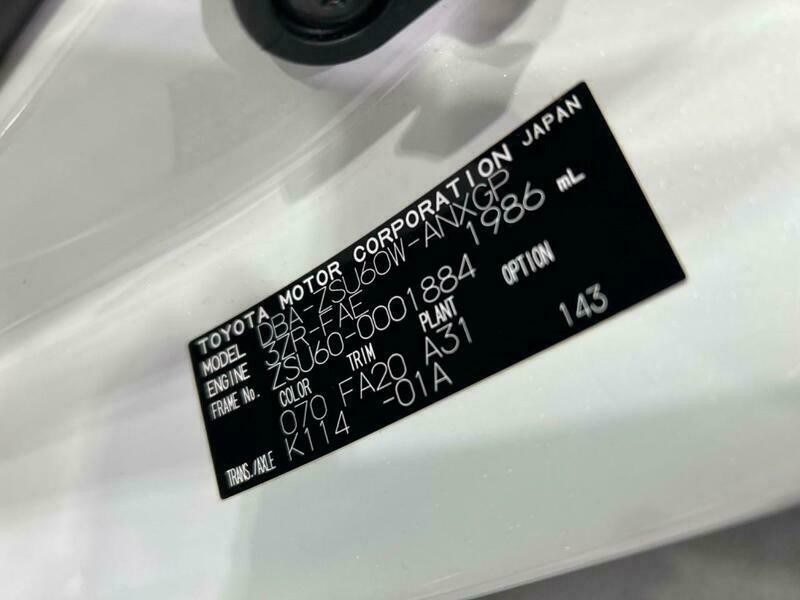 TOYOTA MOTOR CORPORATION JAPAN
MODEL DBA-ZSU60W-ANXGP
ENGINE 3ZR-FAE 1986 mL
FRAME No. ZSU60-0001884
COLOR TRIM PLANT OPTION
070 FA20 A31
TRANS./AXLE K114 -01A 143